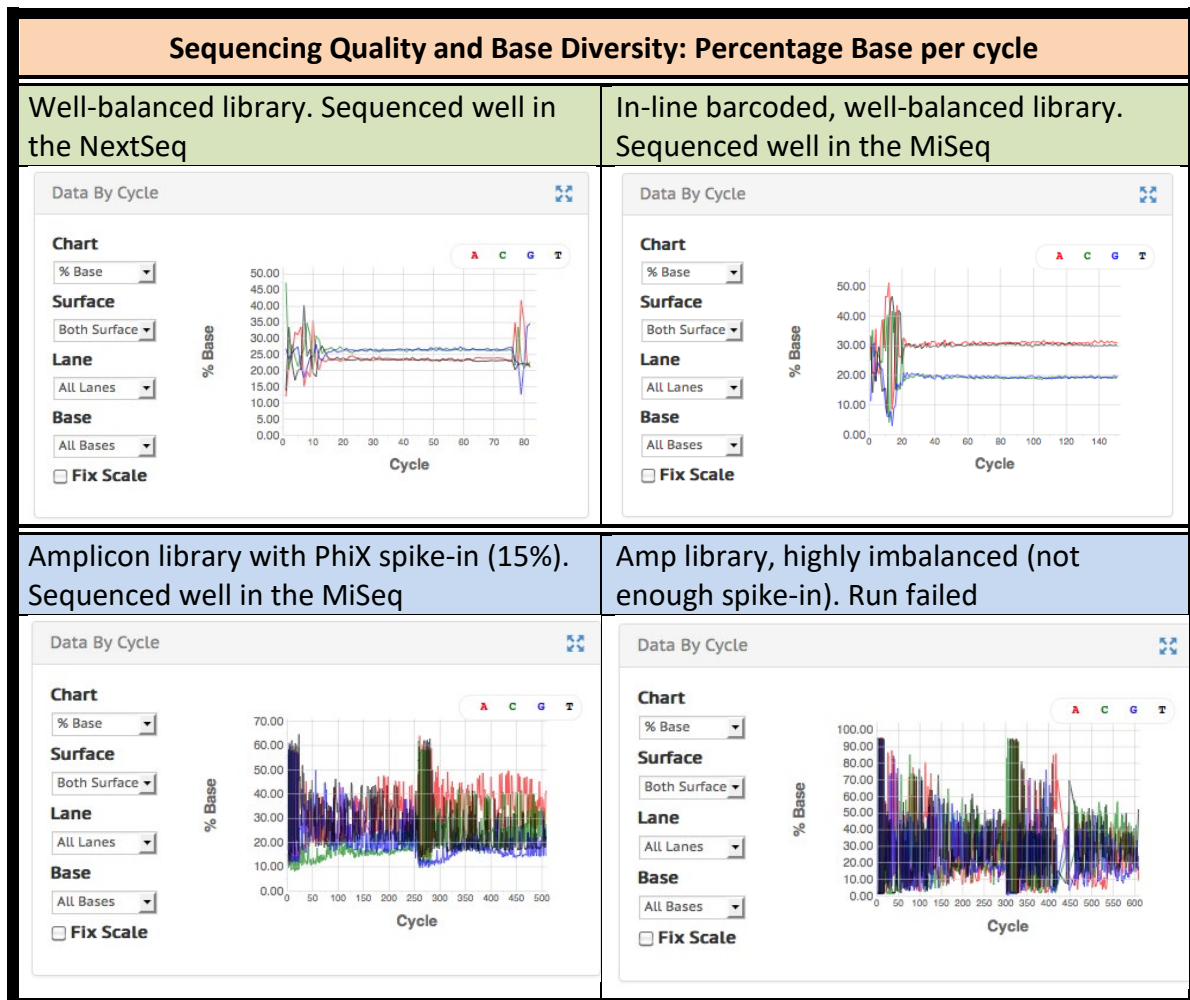 Sequencing Quality and Base Diversity: Percentage Base per cycle
Well-balanced library. Sequenced well in
the NextSeq
In-line barcoded, well-balanced library.
Sequenced well in the MiSeq
Data By Cycle
Chart
% Base
Surface
Both Surface
Lane
All Lanes
Base
All Bases
Fix Scale
A C G T
% Base
50.00
45.00
40.00
35.00
30.00
25.00
20.00
15.00
10.00
5.00
0.00
0 10 20 30 40 50 60 70 80
Cycle
Data By Cycle
Chart
% Base
Surface
Both Surface
Lane
All Lanes
Base
All Bases
Fix Scale
A C G T
% Base
50.00
40.00
30.00
20.00
10.00
0.00
0 20 40 60 80 100 120 140
Cycle
Amplicon library with PhiX spike-in (15%).
Sequenced well in the MiSeq
Amp library, highly imbalanced (not
enough spike-in). Run failed
Data By Cycle
Chart
% Base
Surface
Both Surface
Lane
All Lanes
Base
All Bases
Fix Scale
A C G T
% Base
70.00
60.00
50.00
40.00
30.00
20.00
10.00
0.00
0 50 100 150 200 250 300 350 400 450 500
Cycle
Data By Cycle
Chart
% Base
Surface
Both Surface
Lane
All Lanes
Base
All Bases
Fix Scale
A C G T
% Base
100.00
90.00
80.00
70.00
60.00
50.00
40.00
30.00
20.00
10.00
0.00
0 50 100 150 200 250 300 350 400 450 500 550 600
Cycle